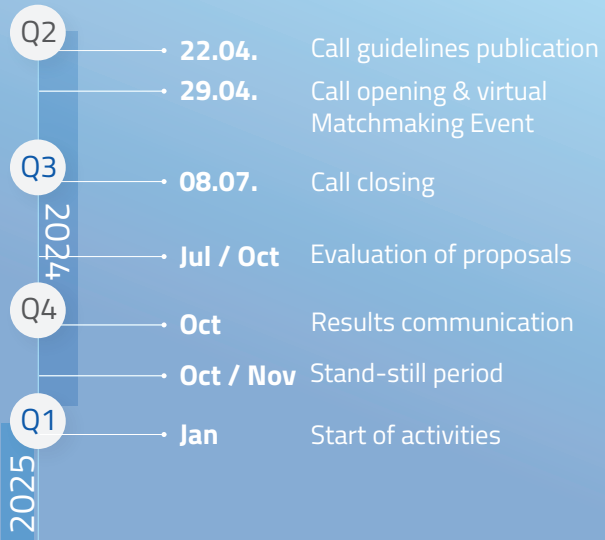 Q2
22.04. Call guidelines publication
29.04. Call opening & virtual
Matchmaking Event
Q3
08.07. Call closing
2024
Jul / Oct Evaluation of proposals
Q4
Oct Results communication
Oct / Nov Stand-still period
Q1
Jan Start of activities
2025